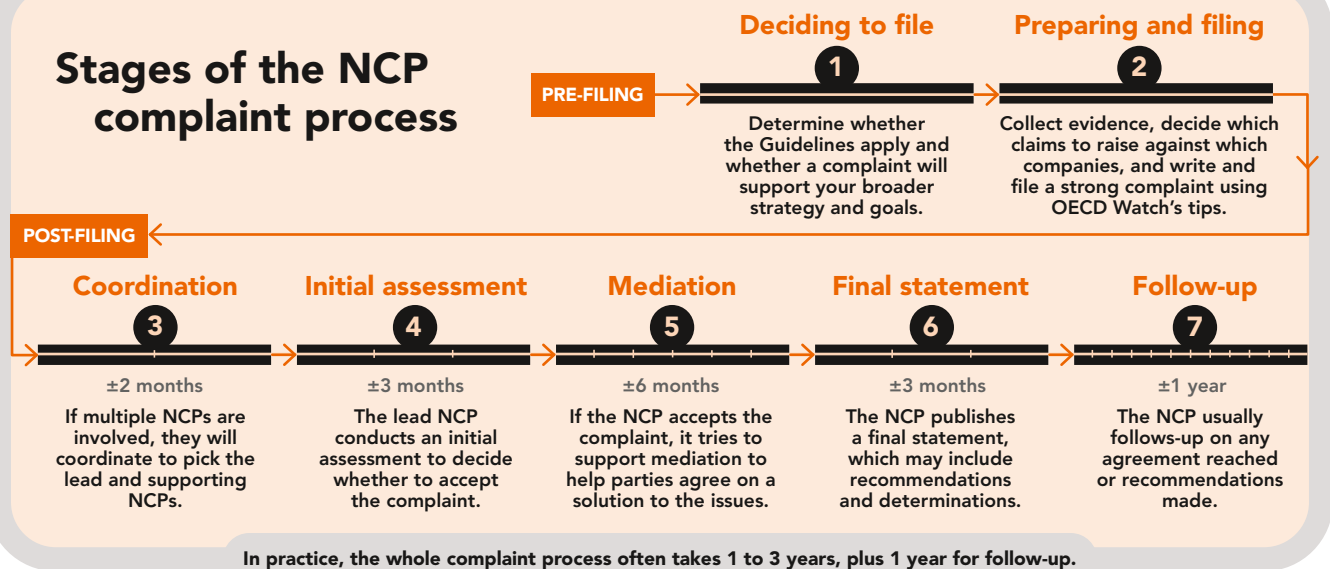 Stages of the NCP
complaint process
PRE-FILING
Deciding to file
1
Determine whether
the Guidelines apply and
whether a complaint will
support your broader
strategy and goals.
Preparing and filing
2
Collect evidence, decide which
claims to raise against which
companies, and write and
file a strong complaint using
OECD Watch's tips.
POST-FILING
Coordination
3
±2 months
If multiple NCPs are
involved, they will
coordinate to pick the
lead and supporting
NCPs.
Initial assessment
4
±3 months
The lead NCP
conducts an initial
assessment to decide
whether to accept
the complaint.
Mediation
5
±6 months
If the NCP accepts the
complaint, it tries to
support mediation to
help parties agree on a
solution to the issues.
Final statement
6
±3 months
The NCP publishes
a final statement,
which may include
recommendations
and determinations.
Follow-up
7
±1 year
The NCP usually
follows-up on any
agreement reached
or recommendations
made.
In practice, the whole complaint process often takes 1 to 3 years, plus 1 year for follow-up.